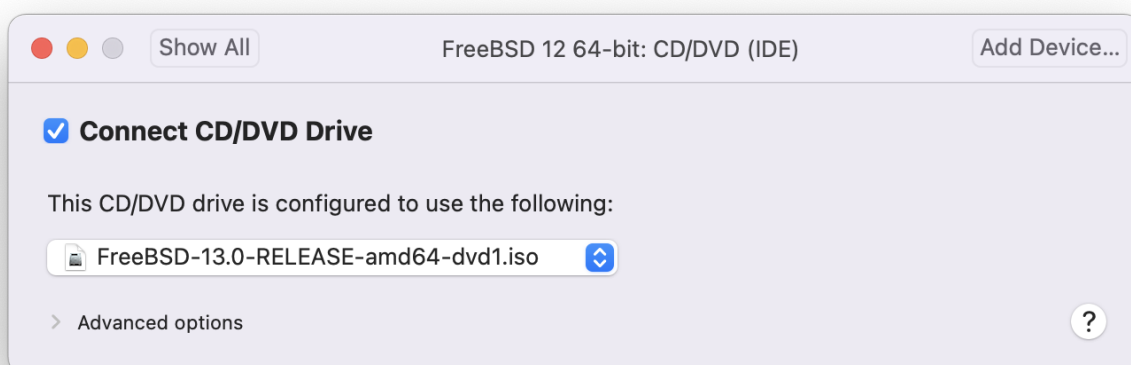 Show All FreeBSD 12 64-bit: CD/DVD (IDE) Add Device...
Connect CD/DVD Drive
This CD/DVD drive is configured to use the following:
FreeBSD-13.0-RELEASE-amd64-dvd1.iso
Advanced options ?